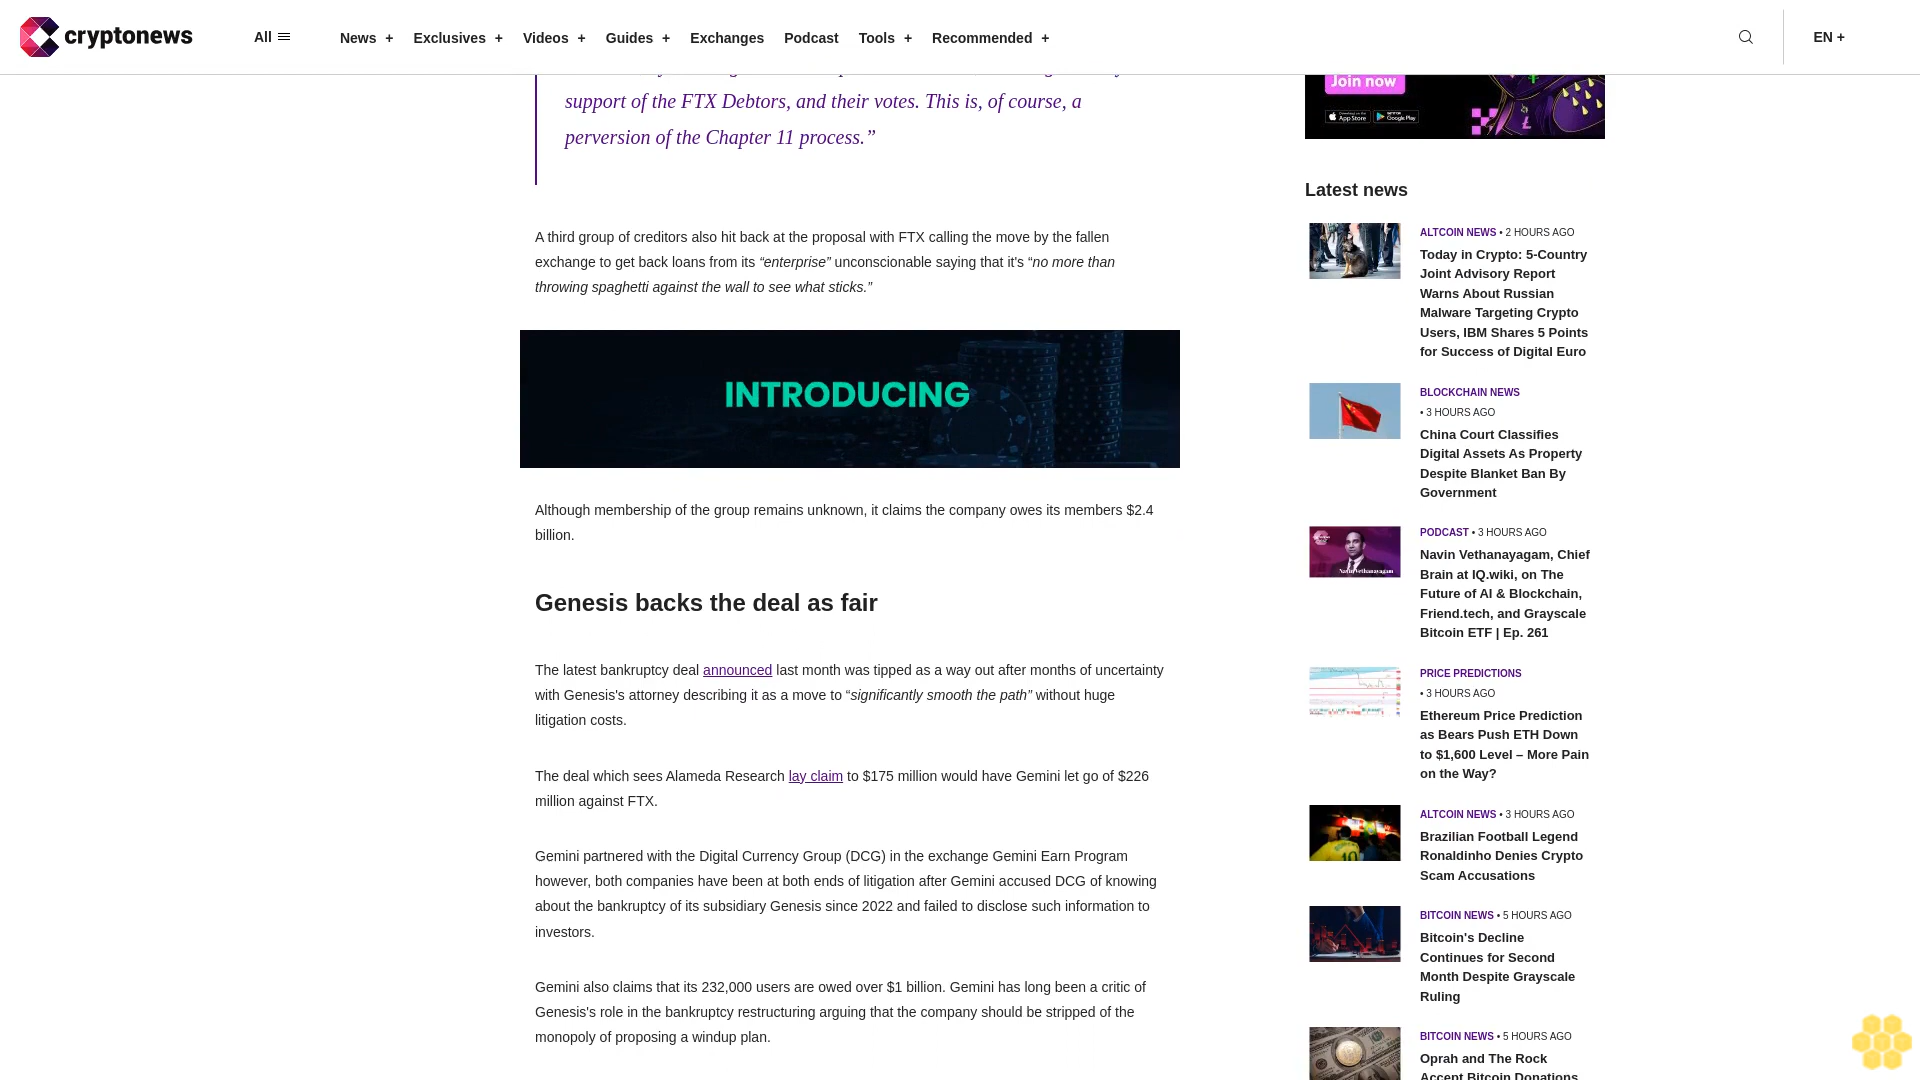 cryptonews
All
News +
Exclusives +
Videos +
Guides +
Exchanges
Podcast
Tools +
Recommended +
EN +
support of the FTX Debtors, and their votes. This is, of course, a
perversion of the Chapter 11 process.”
A third group of creditors also hit back at the proposal with FTX calling the move by the fallen
exchange to get back loans from its “enterprise” unconscionable saying that it's “no more than
throwing spaghetti against the wall to see what sticks.”
INTRODUCING
Although membership of the group remains unknown, it claims the company owes its members $2.4
billion.
Genesis backs the deal as fair
The latest bankruptcy deal announced last month was tipped as a way out after months of uncertainty
with Genesis's attorney describing it as a move to “significantly smooth the path” without huge
litigation costs.
The deal which sees Alameda Research lay claim to $175 million would have Gemini let go of $226
million against FTX.
Gemini partnered with the Digital Currency Group (DCG) in the exchange Gemini Earn Program
however, both companies have been at both ends of litigation after Gemini accused DCG of knowing
about the bankruptcy of its subsidiary Genesis since 2022 and failed to disclose such information to
investors.
Gemini also claims that its 232,000 users are owed over $1 billion. Gemini has long been a critic of
Genesis's role in the bankruptcy restructuring arguing that the company should be stripped of the
monopoly of proposing a windup plan.
Join now
App Store
Google Play
Latest news
ALTCOIN NEWS • 2 HOURS AGO
Today in Crypto: 5-Country
Joint Advisory Report
Warns About Russian
Malware Targeting Crypto
Users, IBM Shares 5 Points
for Success of Digital Euro
BLOCKCHAIN NEWS
• 3 HOURS AGO
China Court Classifies
Digital Assets As Property
Despite Blanket Ban By
Government
PODCAST • 3 HOURS AGO
Navin Vethanayagam
Navin Vethanayagam, Chief
Brain at IQ.wiki, on The
Future of AI & Blockchain,
Friend.tech, and Grayscale
Bitcoin ETF | Ep. 261
PRICE PREDICTIONS
• 3 HOURS AGO
Ethereum Price Prediction
as Bears Push ETH Down
to $1,600 Level – More Pain
on the Way?
ALTCOIN NEWS • 3 HOURS AGO
Brazilian Football Legend
Ronaldinho Denies Crypto
Scam Accusations
BITCOIN NEWS • 5 HOURS AGO
Bitcoin's Decline
Continues for Second
Month Despite Grayscale
Ruling
BITCOIN NEWS • 5 HOURS AGO
Oprah and The Rock
Accept Bitcoin Donations